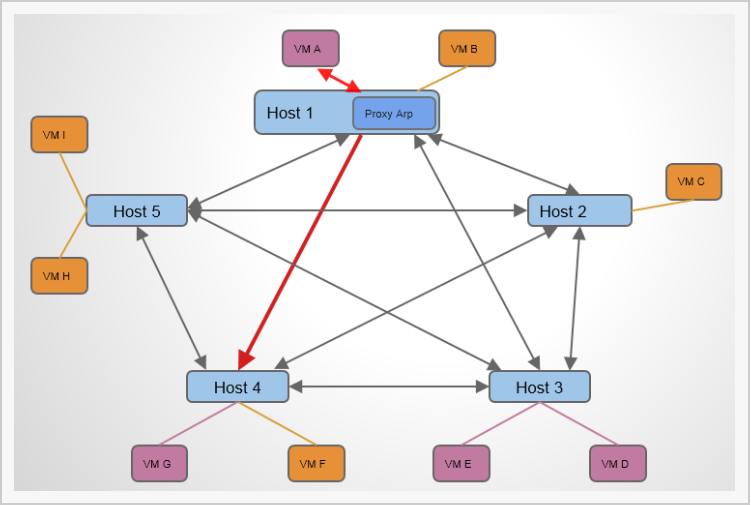 VM A
VM B
Host 1
Proxy Arp
VM I
VM C
Host 5
Host 2
VM H
Host 4
Host 3
VM G
VM F
VM E
VM D